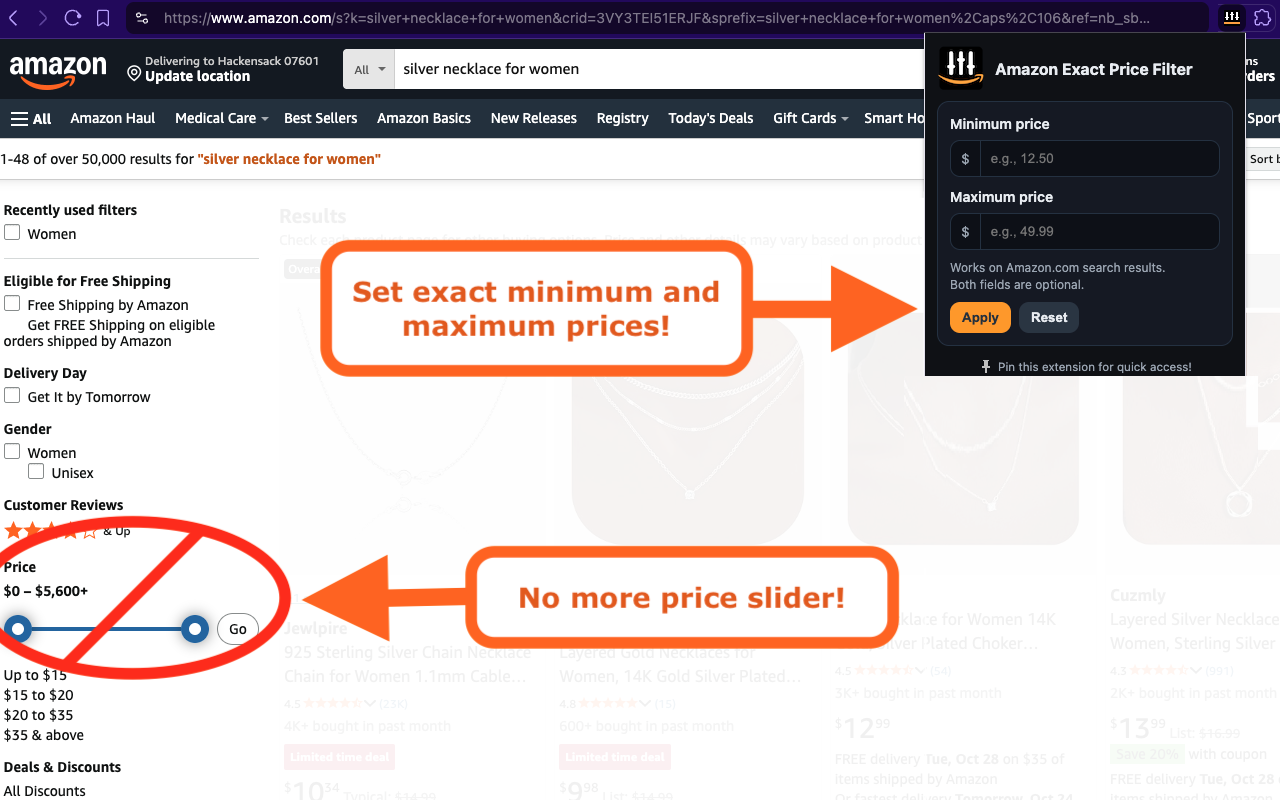 https://www.amazon.com/s?k=silver+necklace+for+women&crid=3VY3TEI51ERJF&sprefix=silver+necklace+for+women%2Caps%2C106&ref=nb_sb...
amazon
Delivering to Hackensack 07601
Update location
All
silver necklace for women
ns
rders
All
Amazon Haul
Medical Care
Best Sellers
Amazon Basics
New Releases
Registry
Today's Deals
Gift Cards
Smart Ho
Sport
1-48 of over 50,000 results for "silver necklace for women"
Sort b
Amazon Exact Price Filter
Minimum price
$ e.g., 12.50
Maximum price
$ e.g., 49.99
Works on Amazon.com search results.
Both fields are optional.
Apply
Reset
Pin this extension for quick access!
Recently used filters
Women
Eligible for Free Shipping
Free Shipping by Amazon
Get FREE Shipping on eligible
orders shipped by Amazon
Delivery Day
Get It by Tomorrow
Gender
Women
Unisex
Customer Reviews
& Up
Price
$0 – $5,600+
Go
Up to $15
$15 to $20
$20 to $35
$35 & above
Deals & Discounts
All Discounts
Results
Check each product page for other buying options. Price and other details may vary based on product
Overa
Set exact minimum and
maximum prices!
No more price slider!
Jewlpire
925 Sterling Silver Chain Necklace
Chain for Women 1.1mm Cable...
4.5 (23K)
4K+ bought in past month
Limited time deal
$10 34 Typical: $14.99
Layered Gold Necklaces for
Women, 14K Gold Silver Plated...
4.8 (15)
600+ bought in past month
Limited time deal
$9 98 List: $14.99
cklace for Women 14K
Silver Plated Choker...
4.5 (54)
3K+ bought in past month
$12 99
FREE delivery Tue, Oct 28 on $35 of
items shipped by Amazon
Or fastest delivery Tomorrow, Oct 24
Cuzmly
Layered Silver Necklace
Women, Sterling Silver
4.3 (991)
2K+ bought in past month
$13 99 List: $16.99
Save 20% with coupon
FREE delivery Tue, Oct 28
items shipped by Amazon